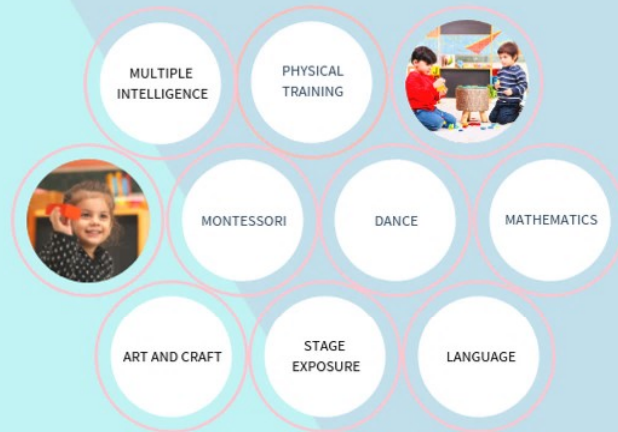 MULTIPLE
INTELLIGENCE
PHYSICAL
TRAINING
MONTESSORI
DANCE
MATHEMATICS
ART AND CRAFT
STAGE
EXPOSURE
LANGUAGE